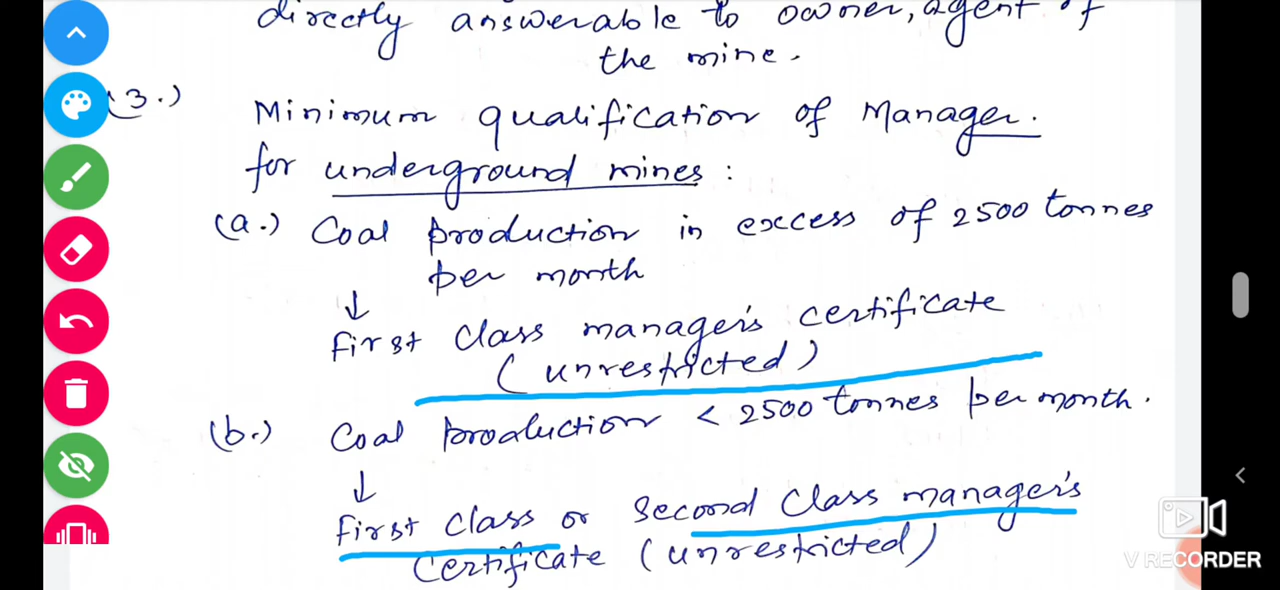 directly answerable to owner, agent of
the mine.
(3.) Minimum qualification of Manager.
for underground mines :
(a.) Coal production in excess of 2500 tonnes
per month
↓
First class manager's certificate
(unrestricted)
(b.) Coal production < 2500 tonnes per month.
↓
First class or Second Class manager's
Certificate (unrestricted)
V RECORDER